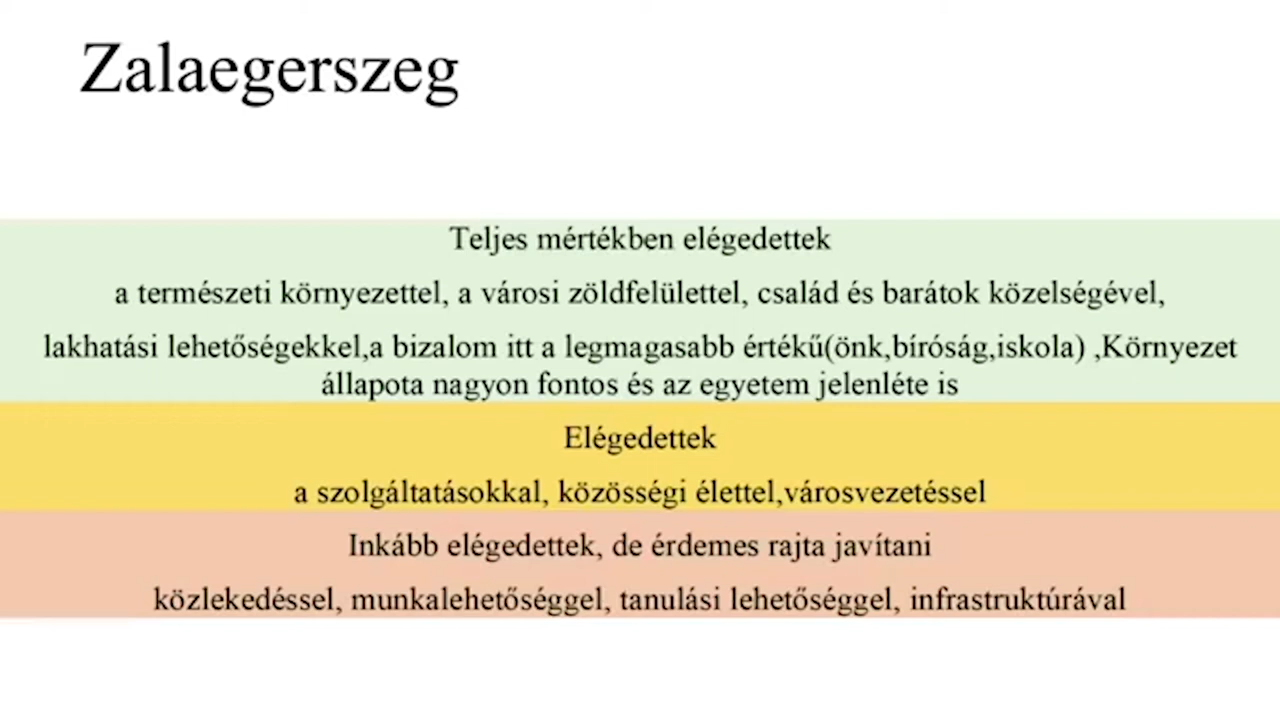 Zalaegerszeg
Teljes mértékben elégedettek
a természeti környezettel, a városi zöldfelülettel, család és barátok közelségével,
lakhatási lehetőségekkel,a bizalom itt a legmagasabb értékű(önk,bíróság,iskola) ,Környezet
állapota nagyon fontos és az egyetem jelenléte is
Elégedettek
a szolgáltatásokkal, közösségi élettel,városvezetéssel
Inkább elégedettek, de érdemes rajta javítani
közlekedéssel, munkalehetőséggel, tanulási lehetőséggel, infrastruktúrával